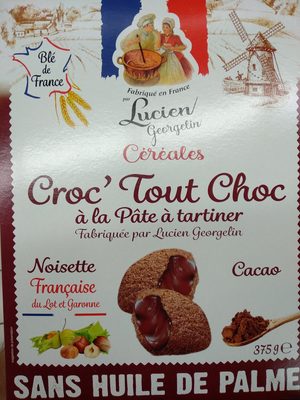 Blé
de France
Fabriqué en France
par
Lucien
Georgelin
Céréales
Croc' Tout Choc
à la Pâte à tartiner
Fabriquée par Lucien Georgelin
Noisette
Française
du Lot et Garonne
Cacao
375g e
SANS HUILE DE PALME